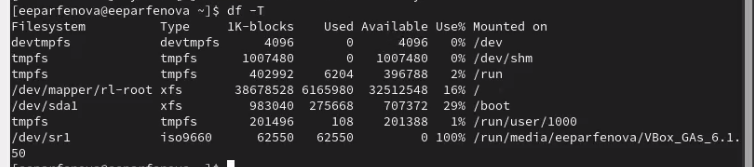 [eeparfenova@eeparfenova ~]$ df -T
Filesystem           Type     1K-blocks    Used Available Use% Mounted on
devtmpfs             devtmpfs      4096       0      4096   0% /dev
tmpfs                tmpfs      1007480       0   1007480   0% /dev/shm
tmpfs                tmpfs       402992    6204    396788   2% /run
/dev/mapper/rl-root  xfs       38678528 6165980  32512548  16% /
/dev/sda1            xfs         983040  275668    707372  29% /boot
tmpfs                tmpfs       201496     108    201388   1% /run/user/1000
/dev/sr1             iso9660      62550   62550         0 100% /run/media/eeparfenova/VBox_GAs_6.1.
50
[eeparfenova@eeparfenova ~]$